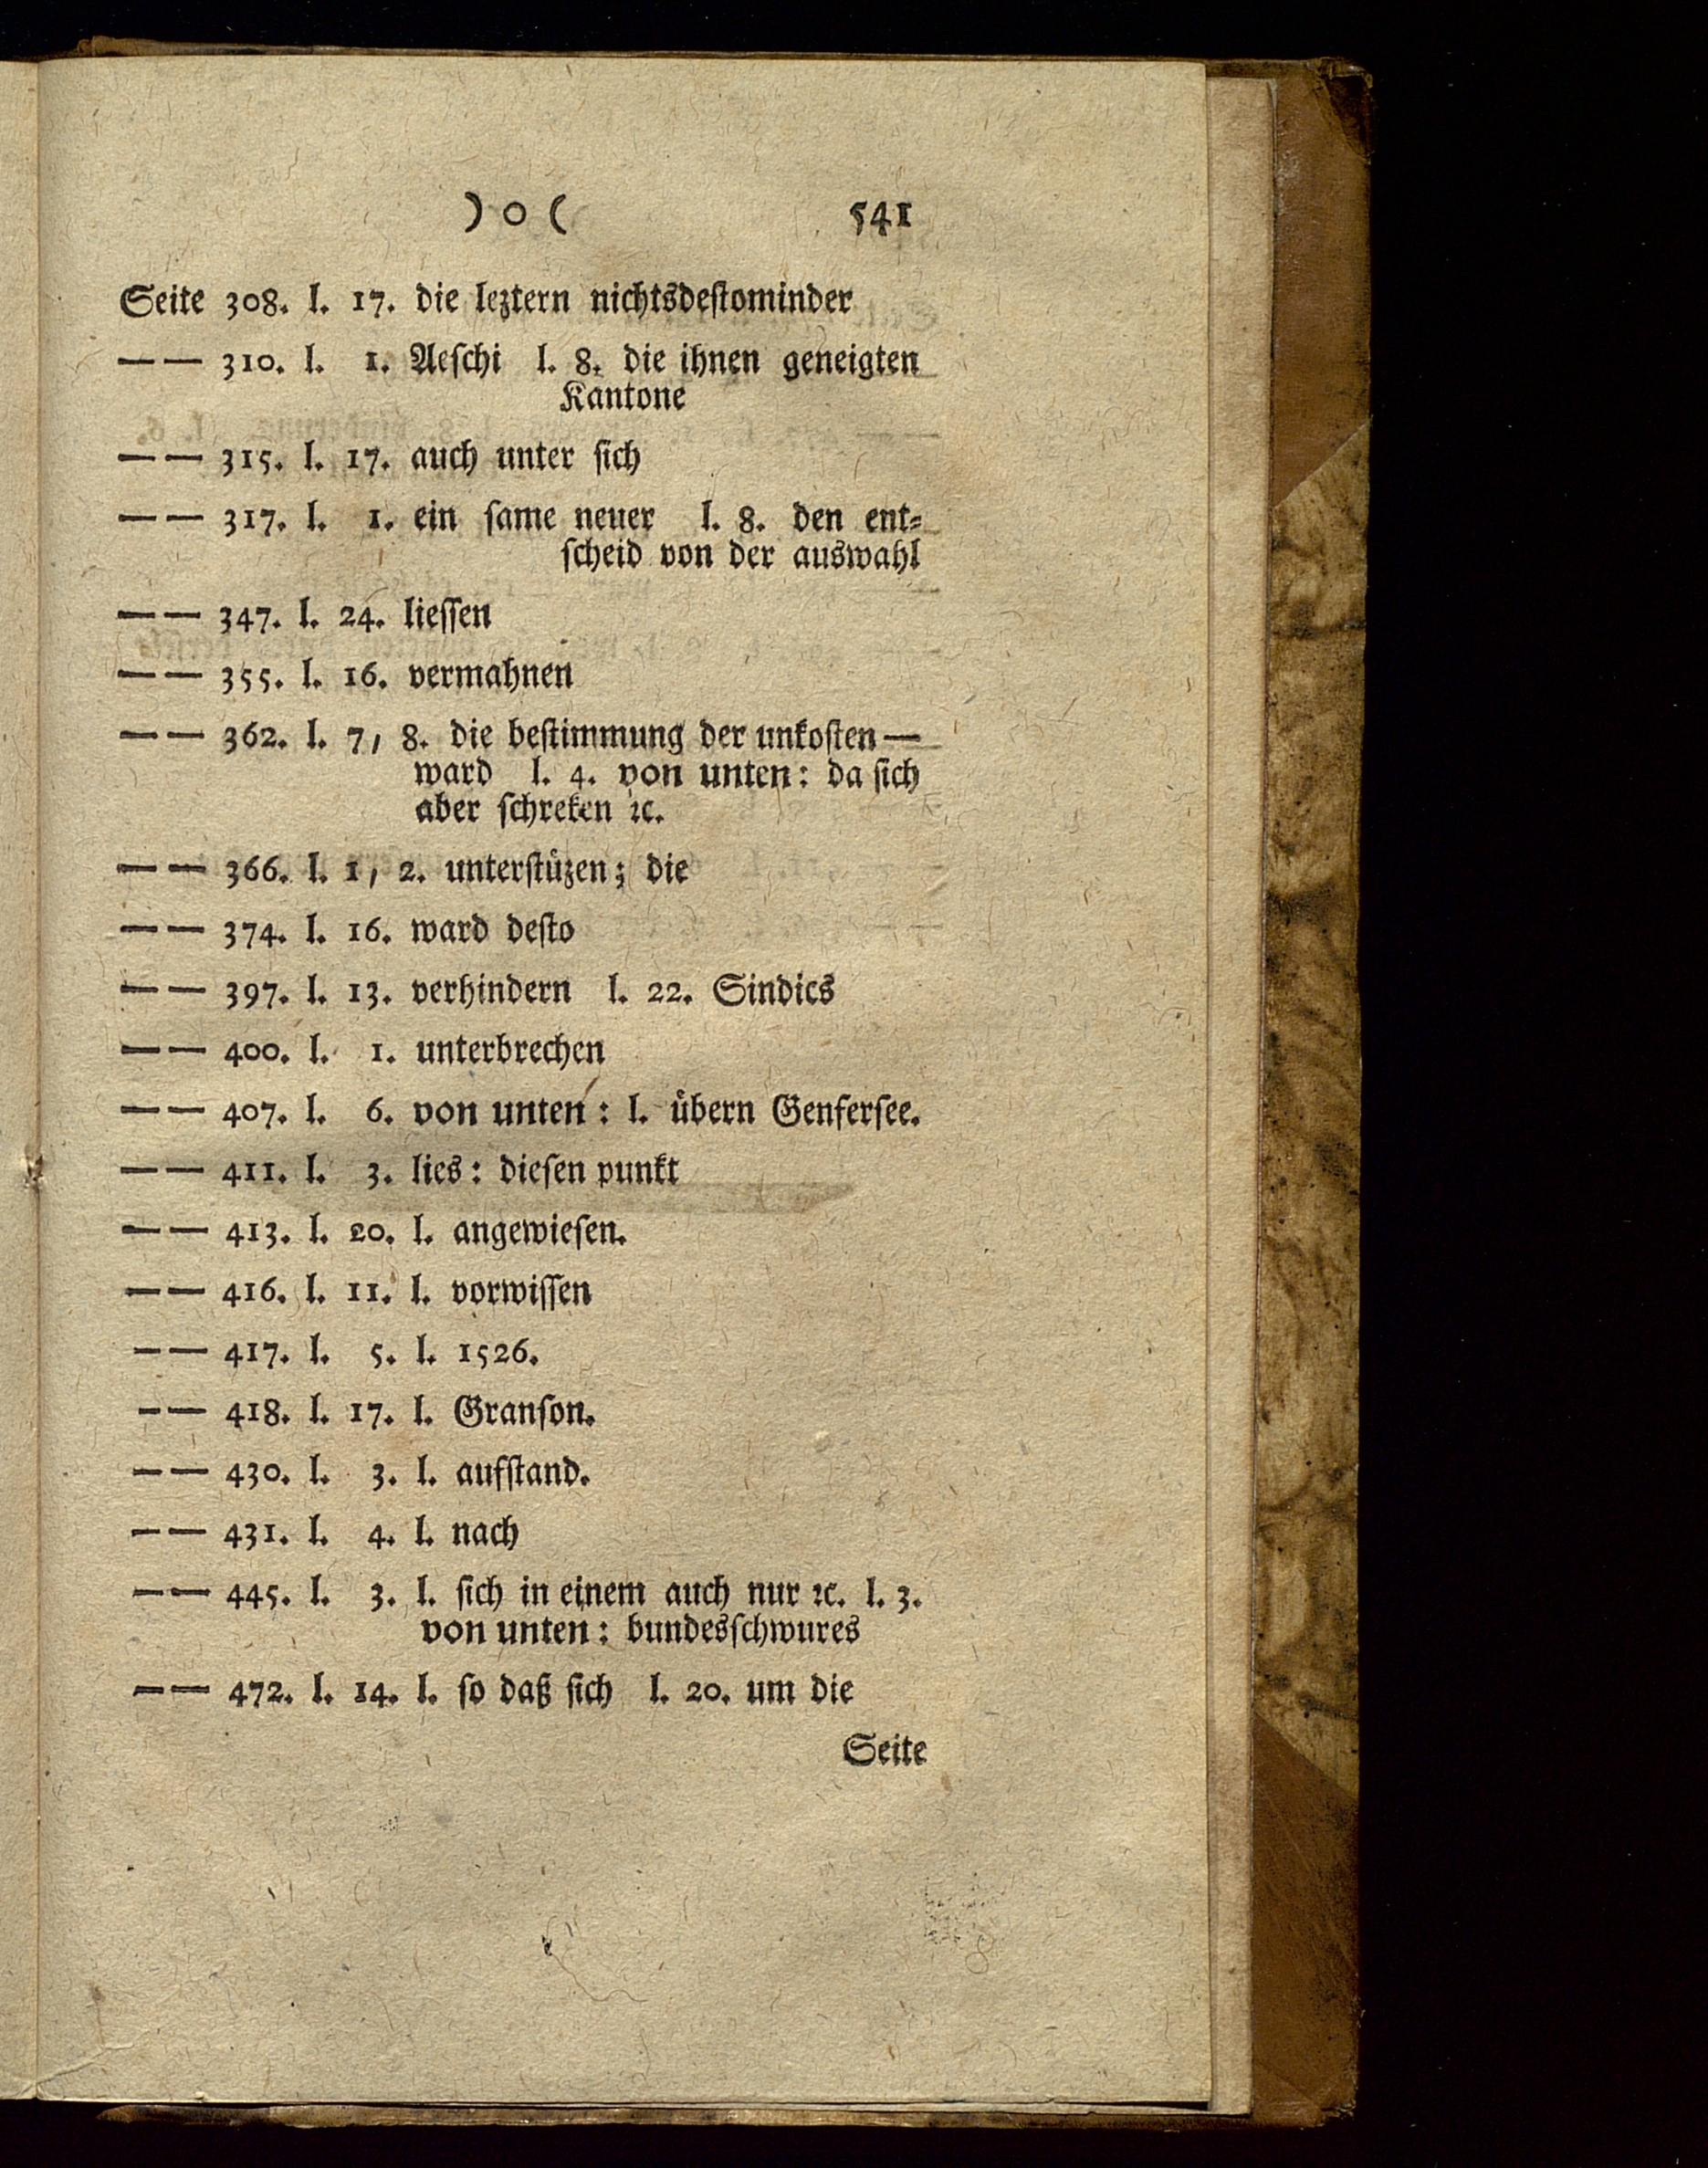 ) o (    541
Seite 308. l. 17. die leztern nichtsdestominder
—— 310. l. 1. Aeschi l. 8. die ihnen geneigten
Kantone
—— 315. l. 17. auch unter sich
—— 317. l. 1. ein same neuer l. 8. den ent-
scheid von der auswahl
—— 347. l. 24. liessen
—— 355. l. 16. vermahnen
—— 362. l. 7, 8. die bestimmung der unkosten —
ward l. 4. von unten: da sich
aber schreken ꝛc.
—— 366. l. 1, 2. unterstüzen; die
—— 374. l. 16. ward desto
—— 397. l. 13. verhindern l. 22. Sindics
—— 400. l. 1. unterbrechen
—— 407. l. 6. von unten: l. übern Genfersee.
—— 411. l. 3. lies: diesen punkt
—— 413. l. 20. l. angewiesen.
—— 416. l. 11. l. vorwissen
—— 417. l. 5. l. 1526.
—— 418. l. 17. l. Granson.
—— 430. l. 3. l. aufstand.
—— 431. l. 4. l. nach
—— 445. l. 3. l. sich in einem auch nur ꝛc. l. 3.
von unten: bundesschwures
—— 472. l. 14. l. so daß sich l. 20. um die
Seite